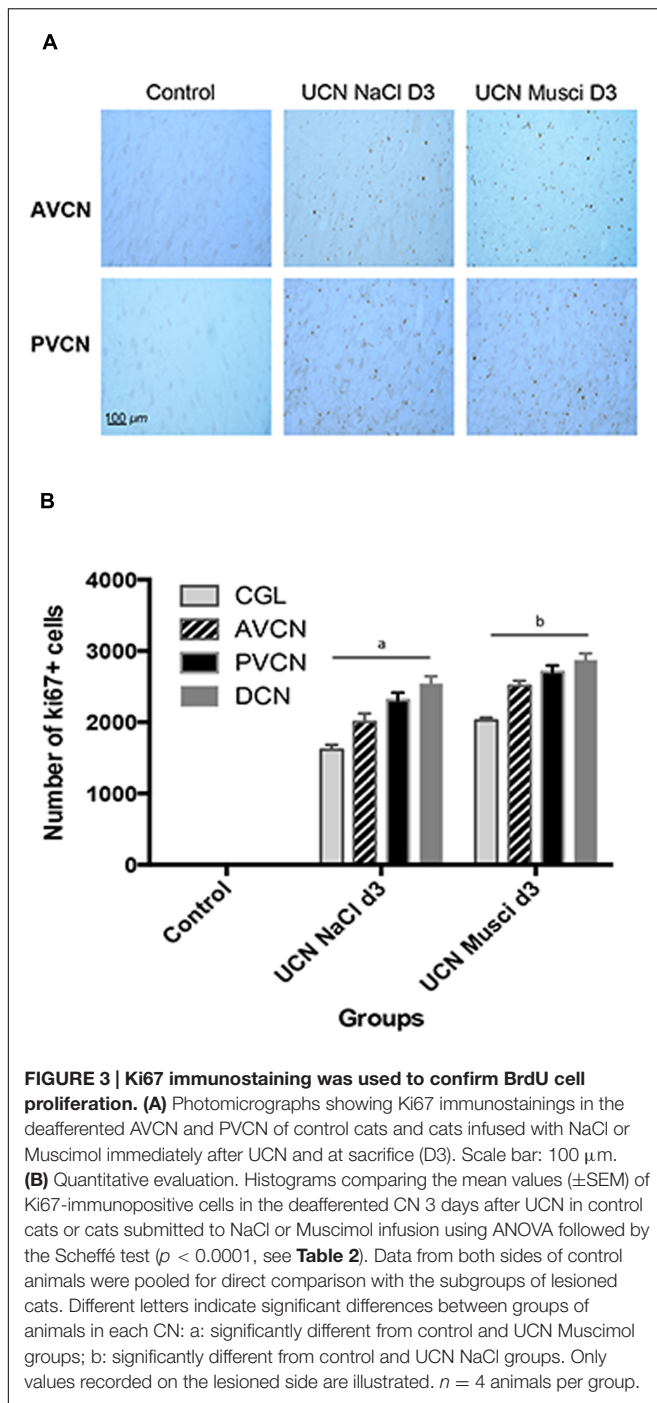 A
Control UCN NaCl D3 UCN Musci D3
AVCN
PVCN
100 µm
B
4000
3000
2000
1000
0
Number of ki67+ cells
CGL
AVCN
PVCN
DCN
a
b
Control
UCN NaCl d3
UCN Musci d3
Groups
FIGURE 3 | Ki67 immunostaining was used to confirm BrdU cell
proliferation. (A) Photomicrographs showing Ki67 immunostainings in the
deafferented AVCN and PVCN of control cats and cats infused with NaCl or
Muscimol immediately after UCN and at sacrifice (D3). Scale bar: 100 μm.
(B) Quantitative evaluation. Histograms comparing the mean values (±SEM) of
Ki67-immunopositive cells in the deafferented CN 3 days after UCN in control
cats or cats submitted to NaCl or Muscimol infusion using ANOVA followed by
the Scheffé test (p < 0.0001, see Table 2). Data from both sides of control
animals were pooled for direct comparison with the subgroups of lesioned
cats. Different letters indicate significant differences between groups of
animals in each CN: a: significantly different from control and UCN Muscimol
groups; b: significantly different from control and UCN NaCl groups. Only
values recorded on the lesioned side are illustrated. n = 4 animals per group.